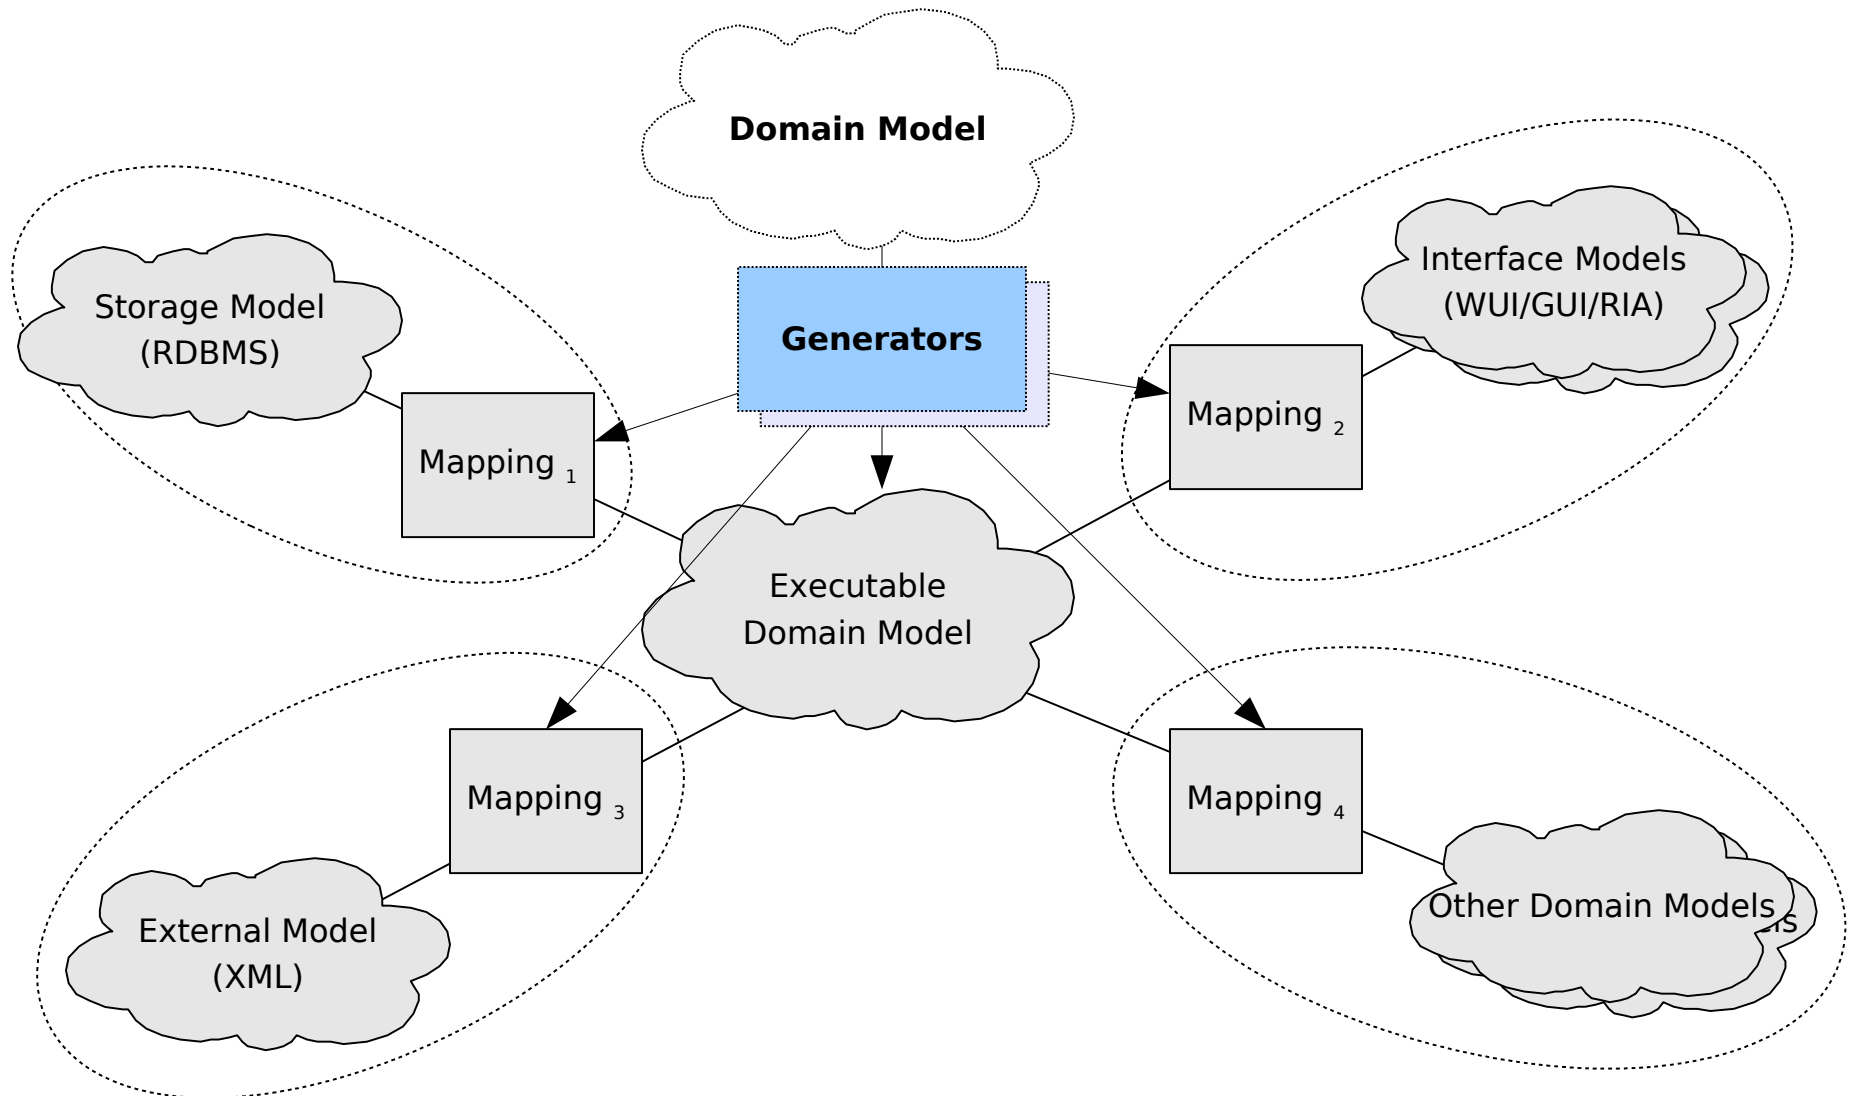 Domain Model
Storage Model
(RDBMS)
Generators
Interface Models
(WUI/GUI/RIA)
Mapping 1
Mapping 2
Executable
Domain Model
Mapping 3
Mapping 4
External Model
(XML)
Other Domain Models